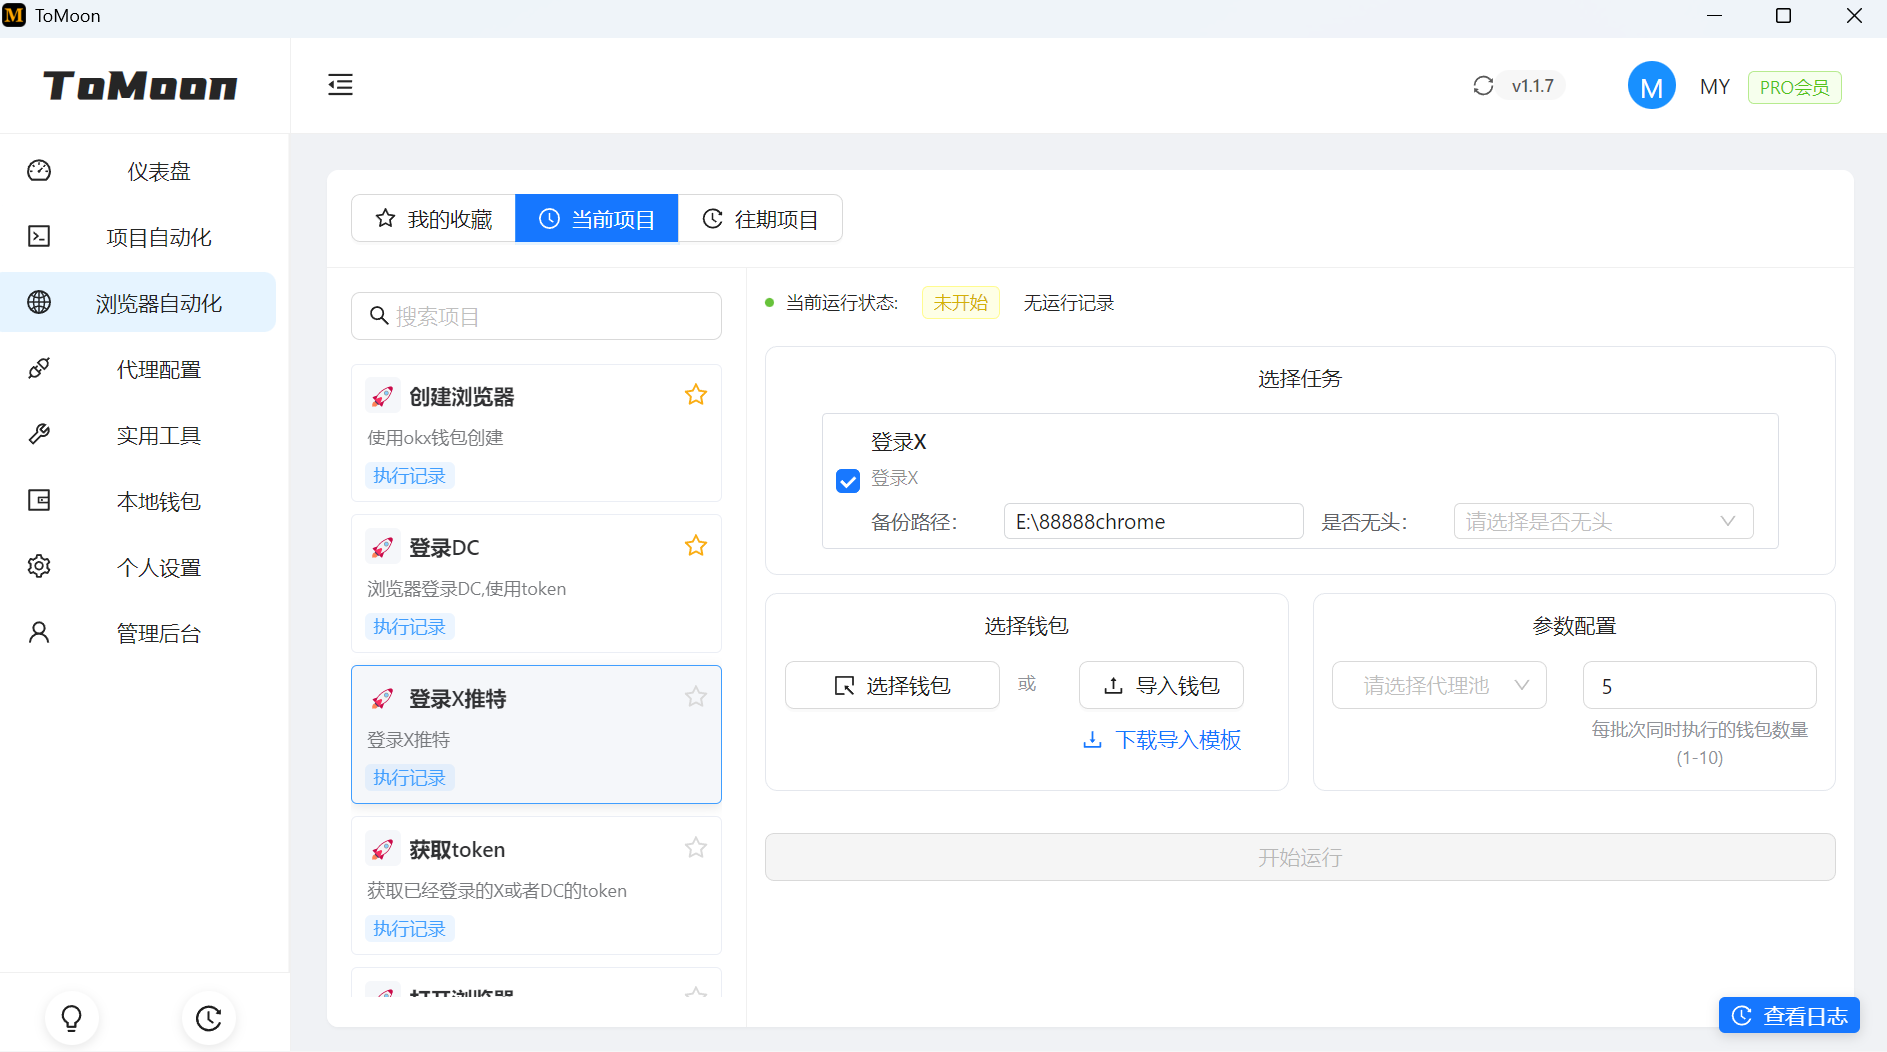 ToMoon
ToMoon
v1.1.7
M
MY
PRO会员
仪表盘
项目自动化
浏览器自动化
代理配置
实用工具
本地钱包
个人设置
管理后台
我的收藏
当前项目
往期项目
搜索项目
创建浏览器
使用okx钱包创建
执行记录
登录DC
浏览器登录DC,使用token
执行记录
登录X推特
登录X推特
执行记录
获取token
获取已经登录的X或者DC的token
执行记录
打开浏览器
当前运行状态:
未开始
无运行记录
选择任务
登录X
登录X
备份路径:
E:\88888chrome
是否无头:
请选择是否无头
选择钱包
选择钱包
或
导入钱包
下载导入模板
参数配置
请选择代理池
5
每批次同时执行的钱包数量
(1-10)
开始运行
查看日志